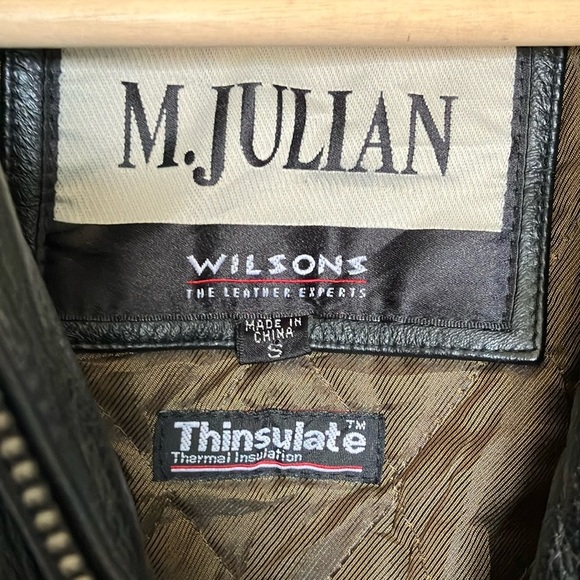 M.JULIAN
WILSONS
THE LEATHER EXPERTS
MADE IN
CHINA
S
Thinsulate™
Thermal Insulation